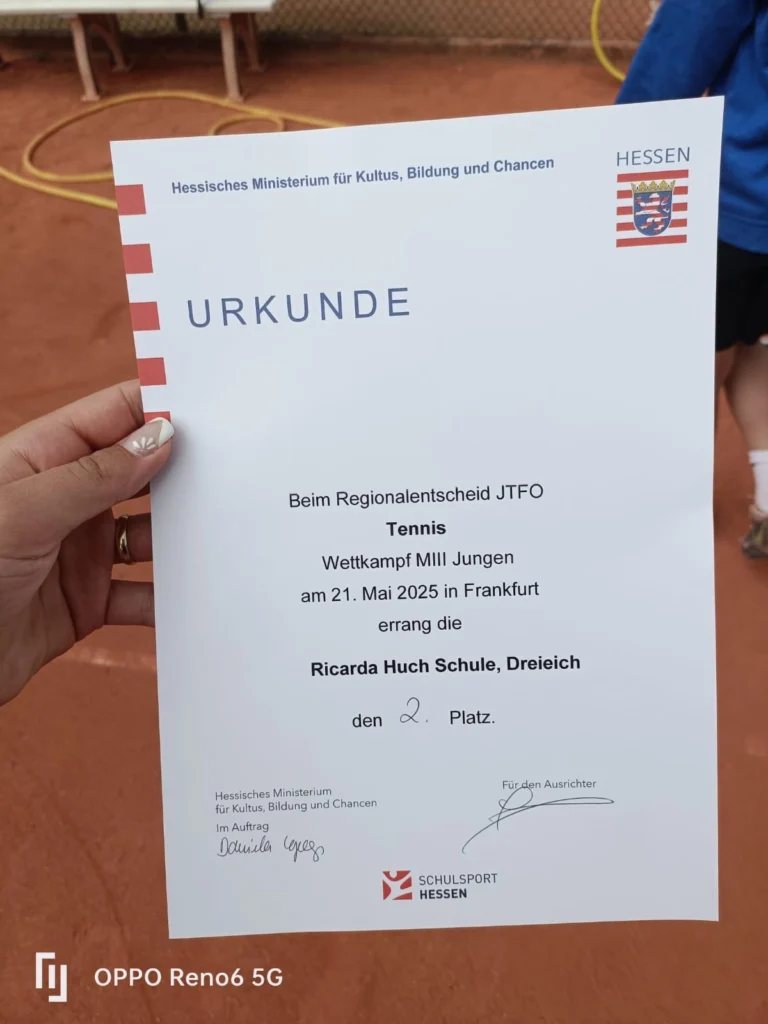 Hessisches Ministerium für Kultus, Bildung und Chancen
HESSEN
URKUNDE
Beim Regionalentscheid JTFO
Tennis
Wettkampf MIII Jungen
am 21. Mai 2025 in Frankfurt
errang die
Ricarda Huch Schule, Dreieich
den 2. Platz.
Hessisches Ministerium
für Kultus, Bildung und Chancen
Im Auftrag
Daniela
Für den Ausrichter
SCHULSPORT
HESSEN
OPPO Reno6 5G